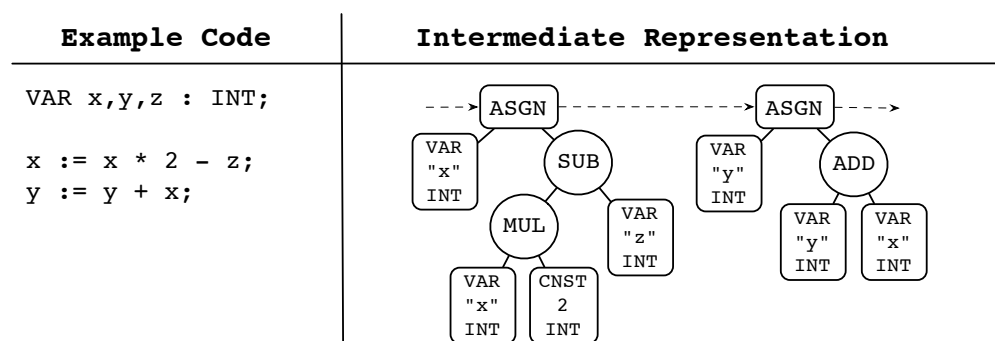 Example Code
Intermediate Representation
VAR x,y,z : INT;
x := x * 2 – z;
y := y + x;
ASGN
ASGN
VAR
"x"
INT
SUB
VAR
"y"
INT
ADD
MUL
VAR
"z"
INT
VAR
"y"
INT
VAR
"x"
INT
VAR
"x"
INT
CNST
2
INT